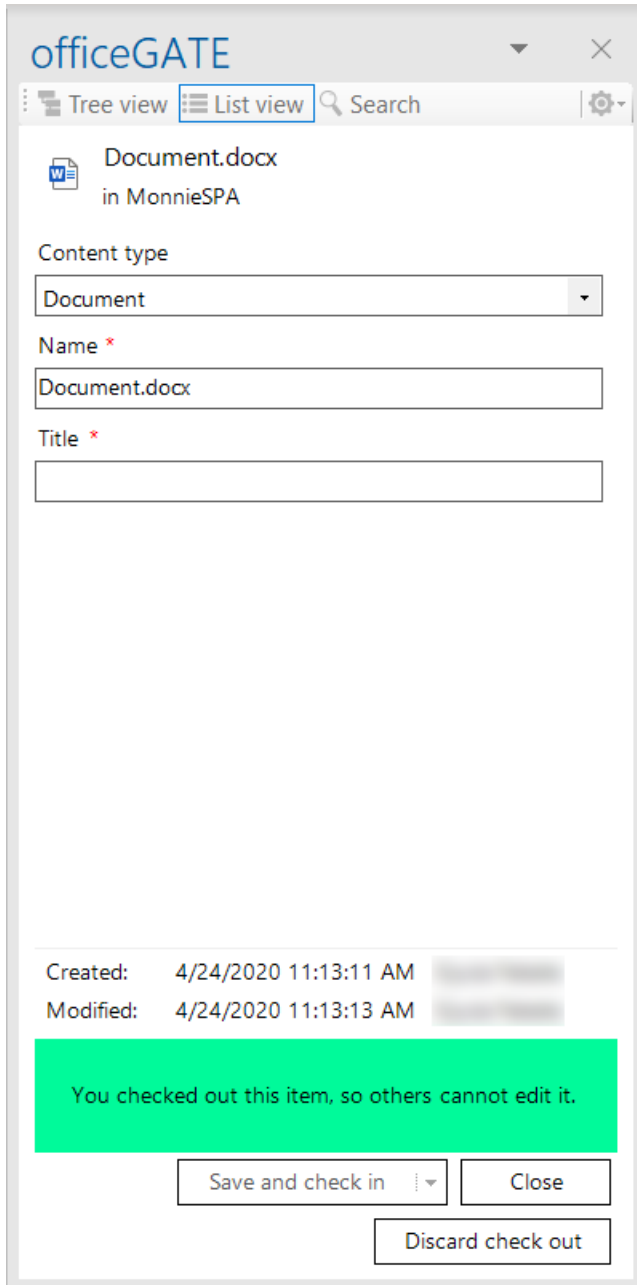 officeGATE
Tree view List view Search
Document.docx
in MonnieSPA
Content type
Document
Name *
Document.docx
Title *
Created: 4/24/2020 11:13:11 AM
Modified: 4/24/2020 11:13:13 AM
You checked out this item, so others cannot edit it.
Save and check in Close
Discard check out